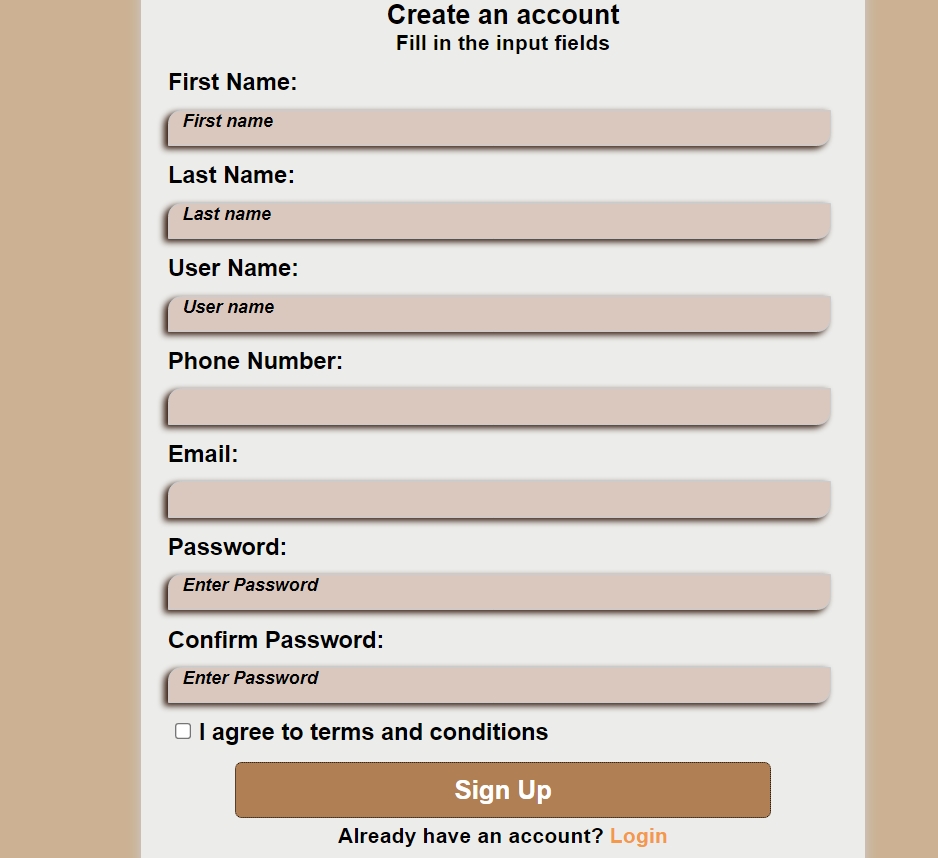 Create an account
Fill in the input fields
First Name:
First name
Last Name:
Last name
User Name:
User name
Phone Number:
Email:
Password:
Enter Password
Confirm Password:
Enter Password
I agree to terms and conditions
Sign Up
Already have an account? Login